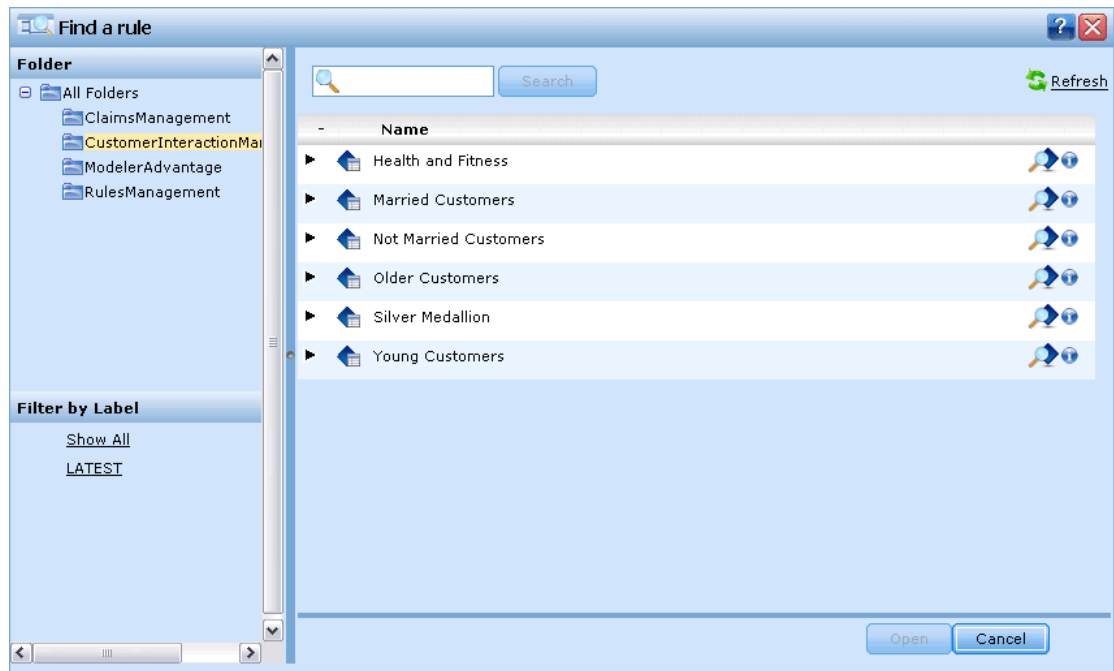 Find a rule
?
Folder
All Folders
ClaimsManagement
CustomerInteractionMa
ModelerAdvantage
RulesManagement
Filter by Label
Show All
LATEST
Search
Refresh
- Name
Health and Fitness
Married Customers
Not Married Customers
Older Customers
Silver Medallion
Young Customers
Open
Cancel